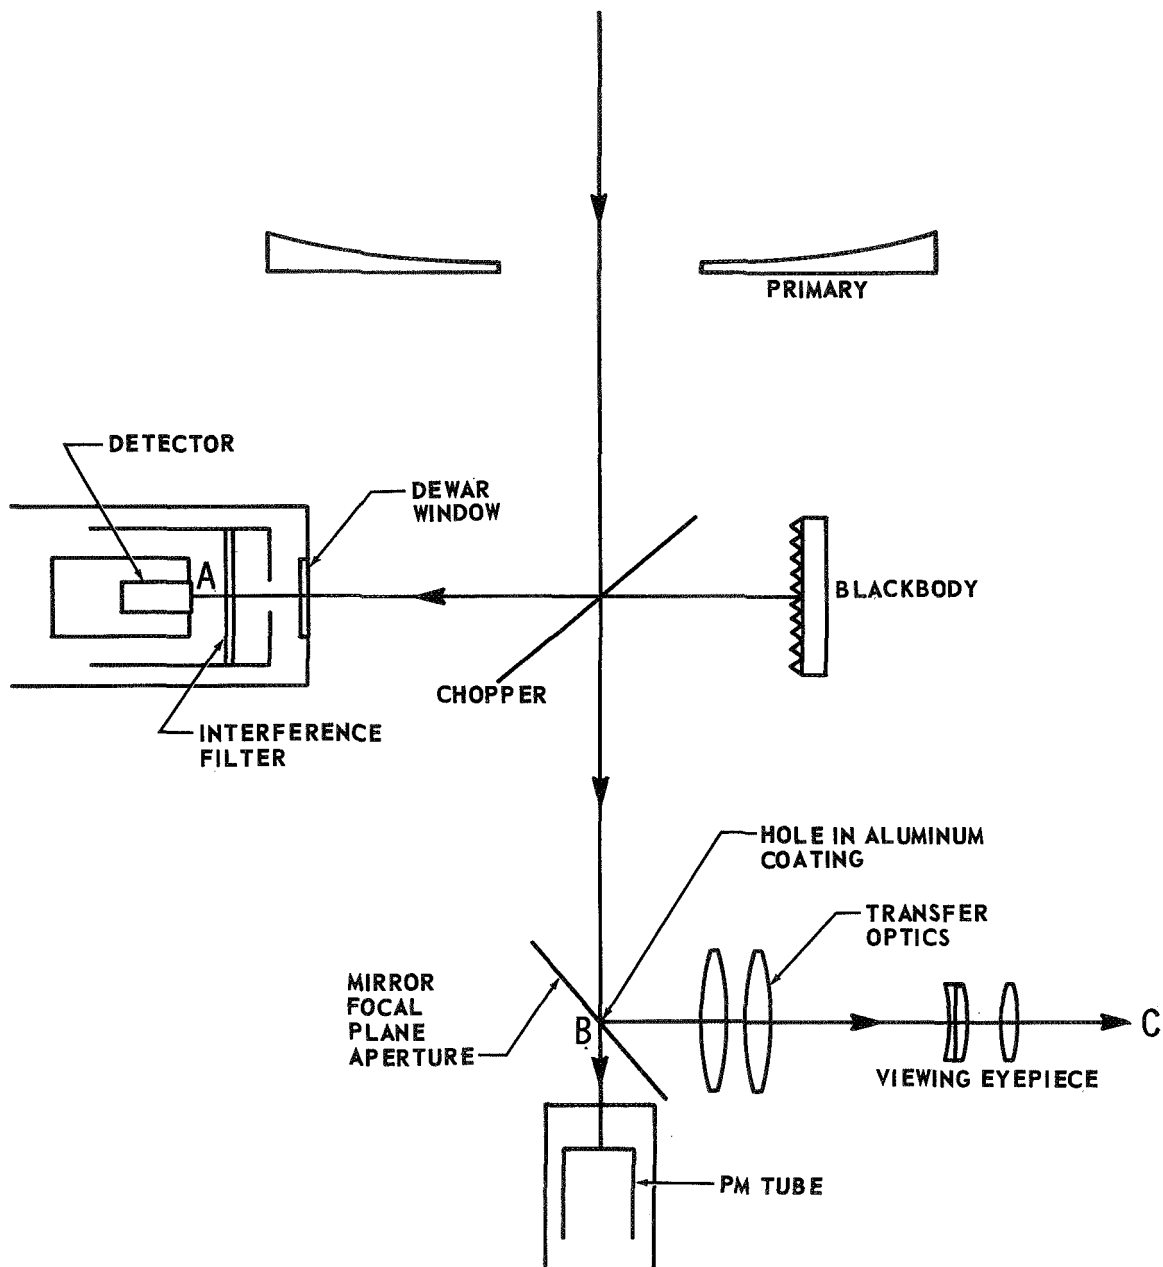 PRIMARY
DETECTOR
DEWAR
WINDOW
A
BLACKBODY
CHOPPER
INTERFERENCE
FILTER
HOLE IN ALUMINUM
COATING
TRANSFER
OPTICS
MIRROR
FOCAL
PLANE
APERTURE
B
C
VIEWING EYEPIECE
PM TUBE